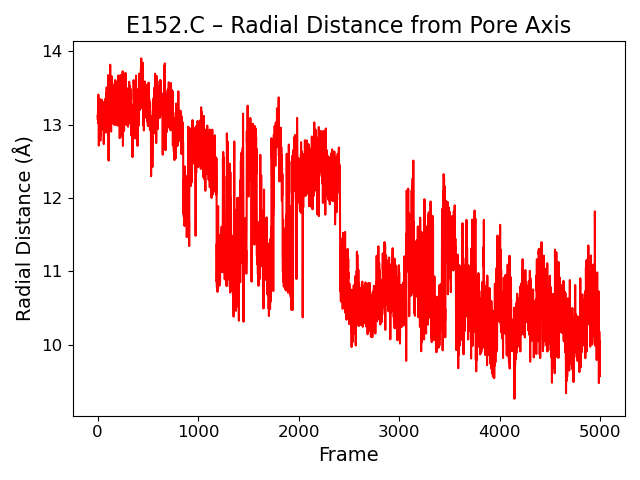 E152.C – Radial Distance from Pore Axis
14
13
12
11
10
Radial Distance (Å)
0 1000 2000 3000 4000 5000
Frame